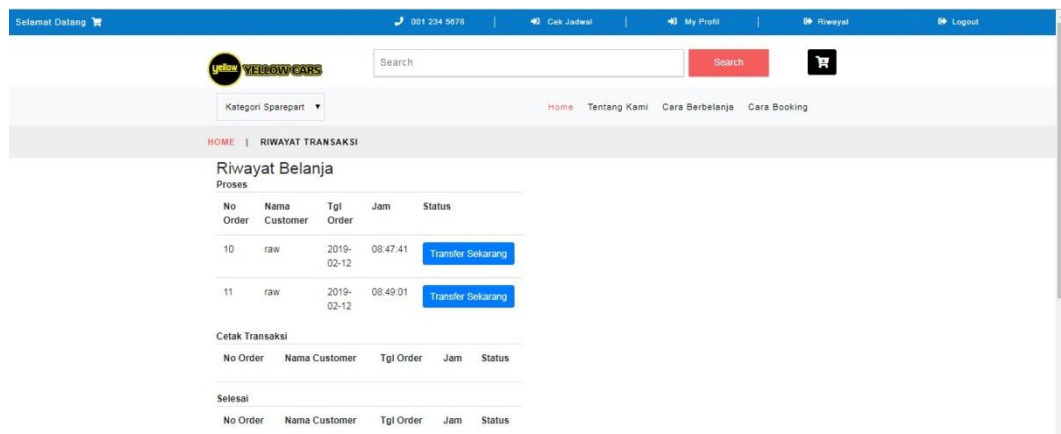 Selamat Datang 001 234 5678 | Cek Jadwal | My Profil | Riwayat Logout
yellow YELLOW CARS Search Search
Kategori Sparepart Home Tentang Kami Cara Berbelanja Cara Booking
HOME | RIWAYAT TRANSAKSI
Riwayat Belanja
Proses
No Order Nama Customer Tgl Order Jam Status
10 raw 2019-02-12 08:47:41 Transfer Sekarang
11 raw 2019-02-12 08:49:01 Transfer Sekarang
Cetak Transaksi
No Order Nama Customer Tgl Order Jam Status
Selesai
No Order Nama Customer Tgl Order Jam Status